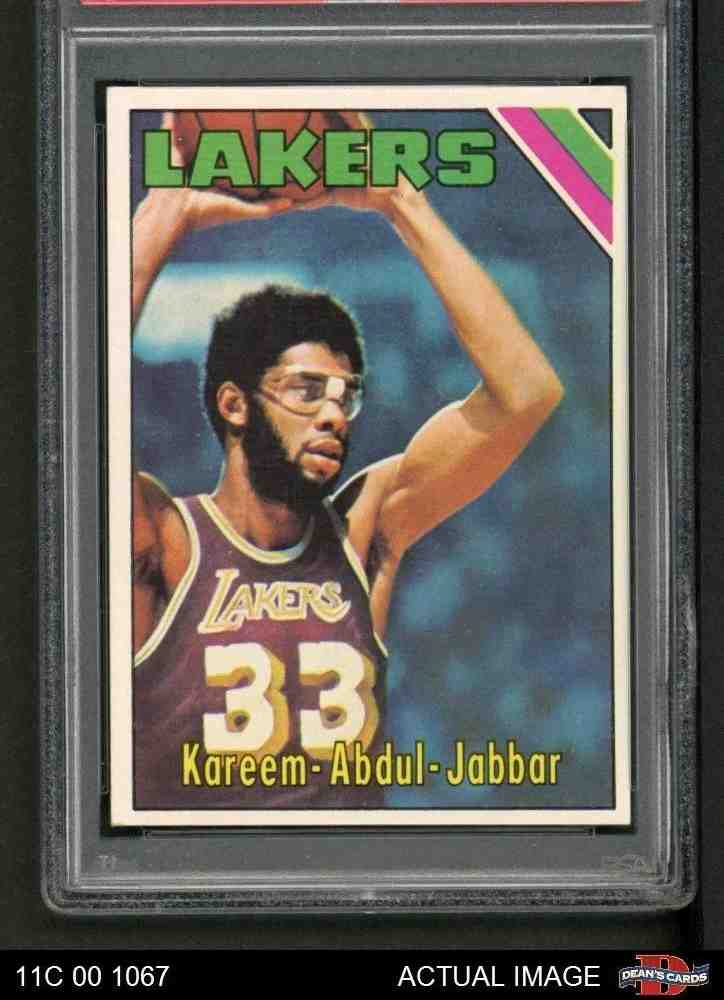 LAKERS
LAKERS
33
Kareem-Abdul-Jabbar
11C 00 1067
ACTUAL IMAGE
DEAN'S CARDS